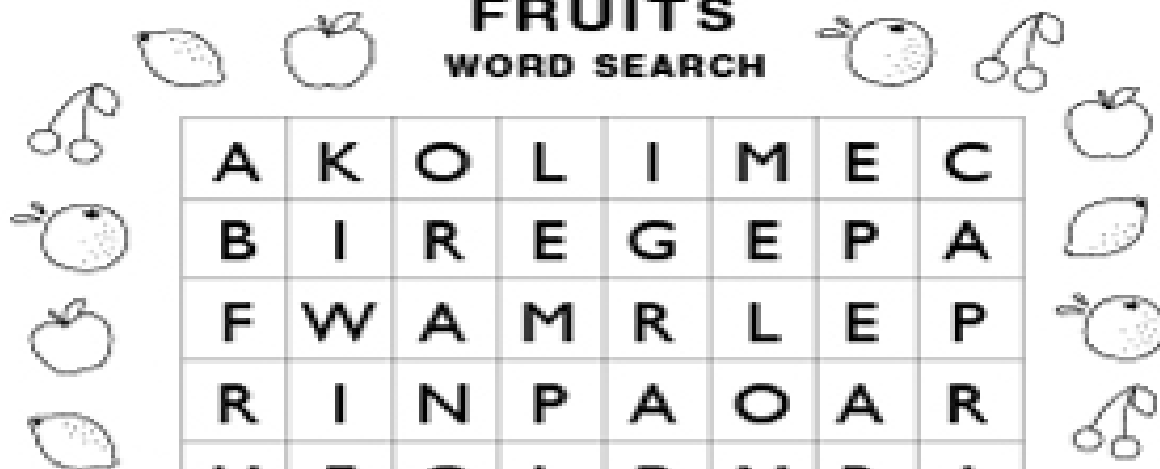 FRUITS
WORD SEARCH
A K O L I M E C
B I R E G E P A
F W A M R L E P
R I N P A O A R